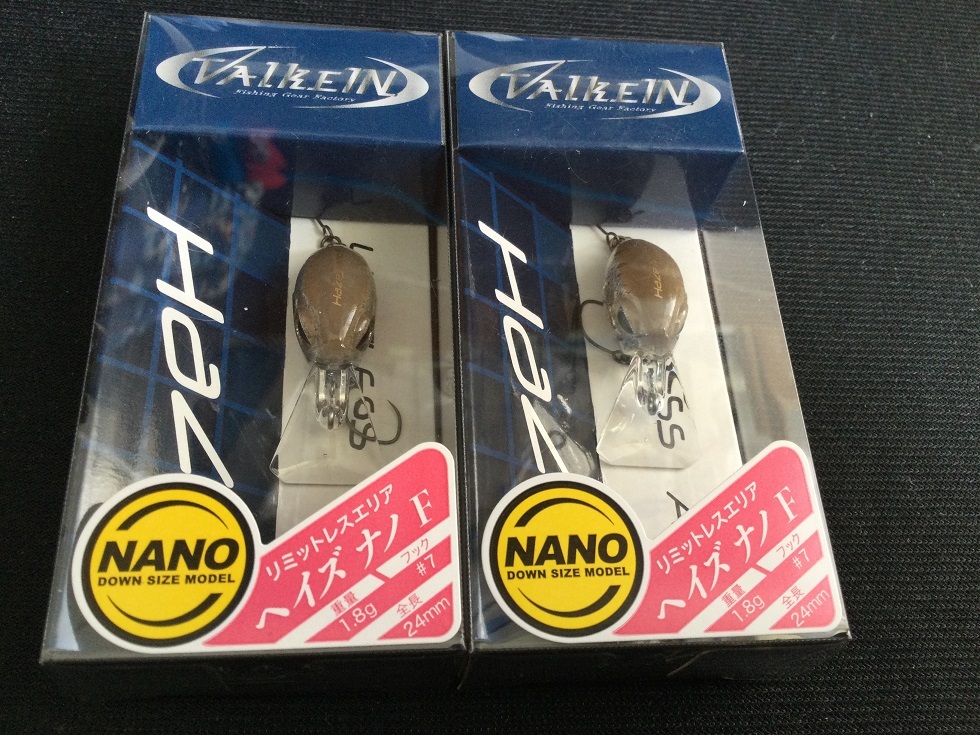 VALKEIN
Fishing Gear Factory
HaZ
NANO
DOWN SIZE MODEL
リミットレスエリア
ヘイズ ナノ F
重量
1.8g
フック
#7
全長
24mm
VALKEIN
Fishing Gear Factory
HaZ
NANO
DOWN SIZE MODEL
リミットレスエリア
ヘイズ ナノ F
重量
1.8g
フック
#7
全長
24mm